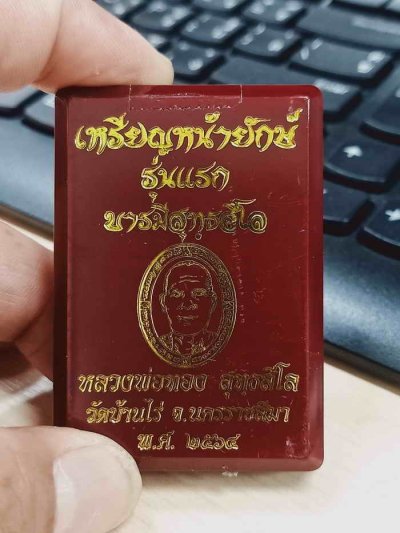 เหรียญหน้ายักษ์
รุ่นแรก
บารมีสุทฺธสีโล
หลวงพ่อทอง สุทฺธสีโล
วัดบ้านไร่ จ.นครราชสีมา
พ.ศ. ๒๕๖๔